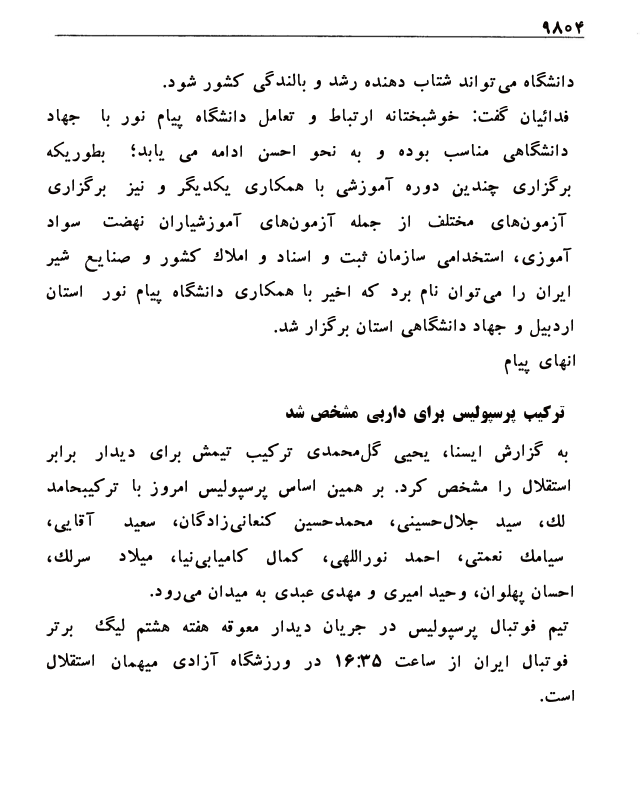 ۹۸۰۴
دانشگاه می‌تواند شتاب دهنده رشد و بالندگی کشور شود.
فدائیان گفت: خوشبختانه ارتباط و تعامل دانشگاه پیام نور با جهاد
دانشگاهی مناسب بوده و به نحو احسن ادامه می یابد؛ بطوریکه
برگزاری چندین دوره آموزشی با همکاری یکدیگر و نیز برگزاری
آزمون‌های مختلف از جمله آزمون‌های آموزشیاران نهضت سواد
آموزی، استخدامی سازمان ثبت و اسناد و املاک کشور و صنایع شیر
ایران را می‌توان نام برد که اخیر با همکاری دانشگاه پیام نور استان
اردبیل و جهاد دانشگاهی استان برگزار شد.
انهای پیام
ترکیب پرسپولیس برای داربی مشخص شد
به گزارش ایسنا، یحیی گل‌محمدی ترکیب تیمش برای دیدار برابر
استقلال را مشخص کرد. بر همین اساس پرسپولیس امروز با ترکیبحامد
لك، سید جلال‌حسینی، محمدحسین کنعانی‌زادگان، سعید آقایی،
سیامك نعمتی، احمد نوراللهی، کمال کامیابی‌نیا، میلاد سرلك،
احسان پهلوان، وحید امیری و مهدی عبدی به میدان می‌رود.
تیم فوتبال پرسپولیس در جریان دیدار معوقه هفته هشتم لیگ برتر
فوتبال ایران از ساعت ۱۶:۳۵ در ورزشگاه آزادی میهمان استقلال
است.